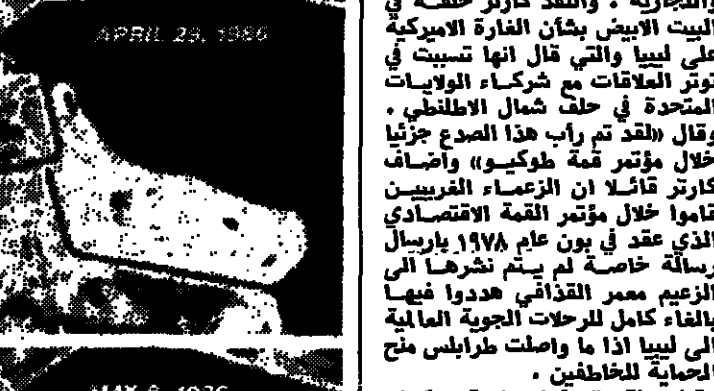 APRIL 29, 1986
والتجارية . وانتقد كارتر خلفه في
البيت الابيض بشأن الغارة الاميركية
على ليبيا والتي قال انها تسببت في
توتر العلاقات مع شركاء الولايات
المتحدة في حلف شمال الاطلنطي .
وقال «لقد تم رأب هذا الصدع جزئيا
خلال مؤتمر قمة طوكيو» واضاف
كارتر قائلا ان الزعماء الغربيين
قاموا خلال مؤتمر القمة الاقتصادي
الذي عقد في بون عام ١٩٧٨ بارسال
رسالة خاصة لم يتم نشرها الى
الزعيم معمر القذافي هددوا فيها
بالغاء كامل للرحلات الجوية العالمية
الى ليبيا اذا ما واصلت طرابلس منح
الحماية للخاطفين .